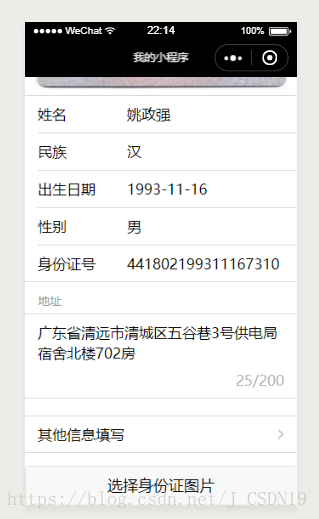 WeChat 22:14 100%
我的小程序
姓名 姚政强
民族 汉
出生日期 1993-11-16
性别 男
身份证号 441802199311167310
地址
广东省清远市清城区五谷巷3号供电局
宿舍北楼702房
25/200
其他信息填写
选择身份证图片
https://blog.csdn.net/J_CSDN19